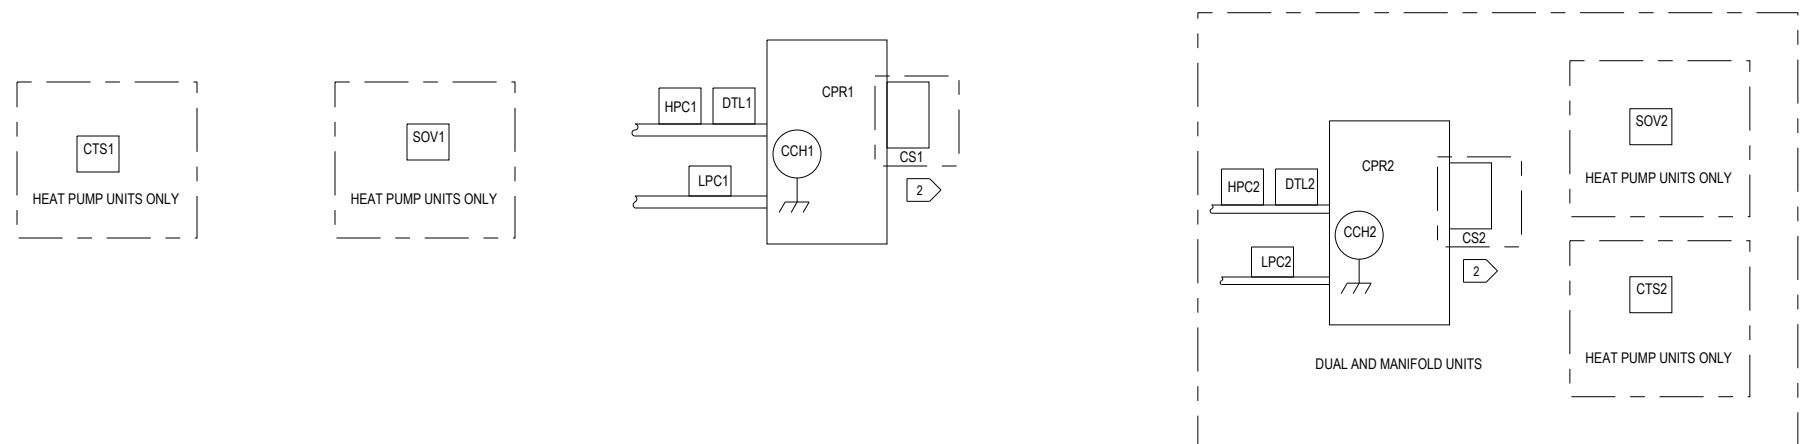 CTS1
HEAT PUMP UNITS ONLY
SOV1
HEAT PUMP UNITS ONLY
HPC1
DTL1
LPC1
CPR1
CCH1
CS1
2
HPC2
DTL2
LPC2
CPR2
CCH2
CS2
2
DUAL AND MANIFOLD UNITS
SOV2
HEAT PUMP UNITS ONLY
CTS2
HEAT PUMP UNITS ONLY